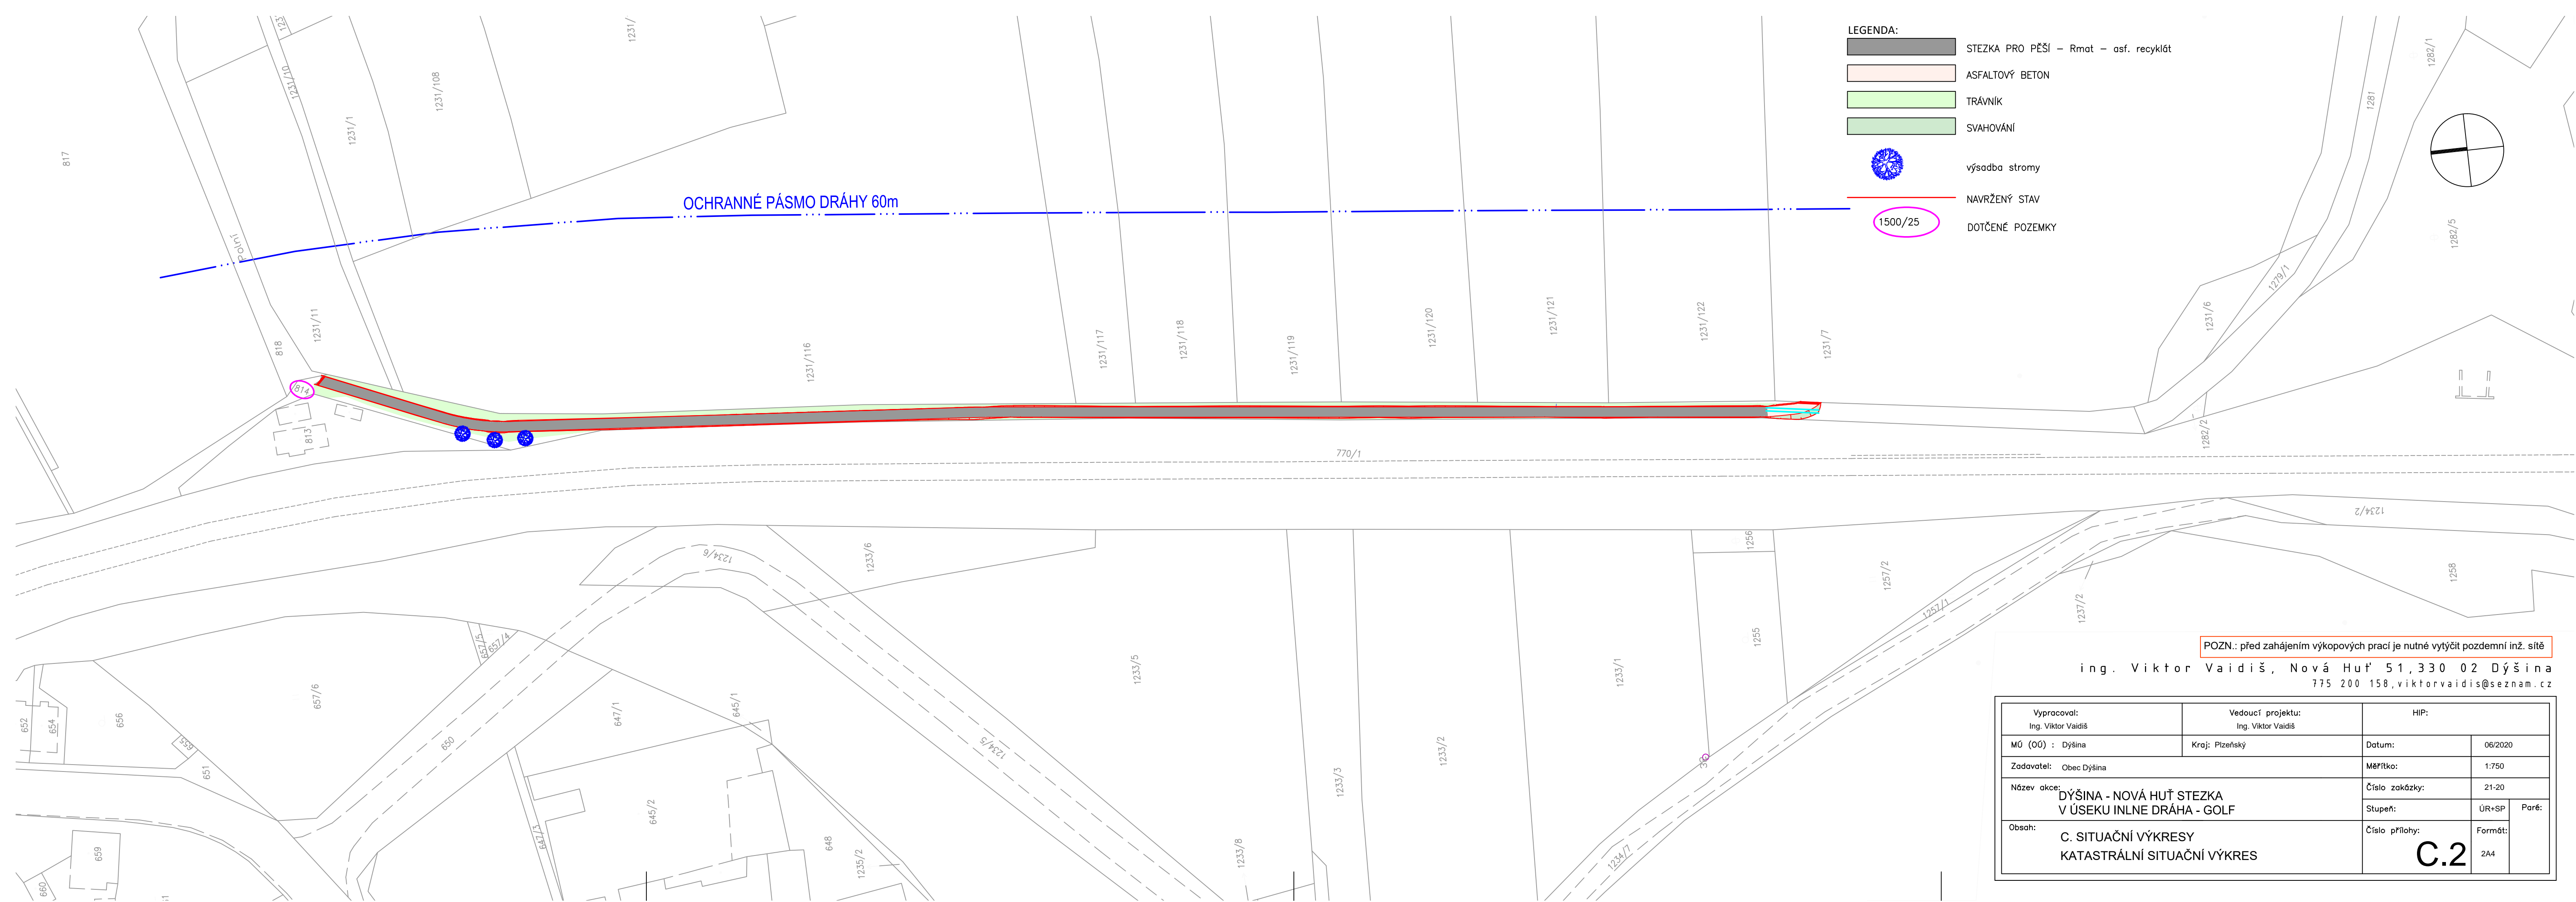 LEGENDA:
STEZKA PRO PĚŠÍ – Rmat – asf. recyklát
ASFALTOVÝ BETON
TRÁVNÍK
SVAHOVÁNÍ
výsadba stromy
NAVRŽENÝ STAV
1500/25
DOTČENÉ POZEMKY
OCHRANNÉ PÁSMO DRÁHY 60m
817
1231/10
1231/1
1231/108
1231/
Polní
818
1231/11
814
813
1231/116
1231/117
1231/118
1231/119
1231/120
1231/121
1231/122
1231/7
1231/6
1279/1
1281
1282/1
1282/5
1282/2
770/1
1234/2
1234/6
1233/6
1256
1257/2
1257/1
1258
1237/2
1255
1233/5
1233/1
1233/2
1233/3
1233/8
1234/5
1234/7
36
657/5
657/4
657/6
656
655
654
652
651
650
647/1
645/1
645/2
647/3
648
1235/2
659
660
POZN.: před zahájením výkopových prací je nutné vytýčit pozdemní inž. sítě
ing. Viktor Vaidiš, Nová Huť 51,330 02 Dýšina
775 200 158,viktorvaidis@seznam.cz
Vypracoval:
Ing. Viktor Vaidiš
Vedoucí projektu:
Ing. Viktor Vaidiš
HIP:
MÚ (OÚ) : Dýšina
Kraj: Plzeňský
Datum: 06/2020
Zadavatel: Obec Dýšina
Měřítko: 1:750
Název akce:
DÝŠINA - NOVÁ HUŤ STEZKA
V ÚSEKU INLNE DRÁHA - GOLF
Číslo zakázky: 21-20
Stupeň: ÚR+SP
Paré:
Obsah:
C. SITUAČNÍ VÝKRESY
KATASTRÁLNÍ SITUAČNÍ VÝKRES
Číslo přílohy:
C.2
Formát:
2A4